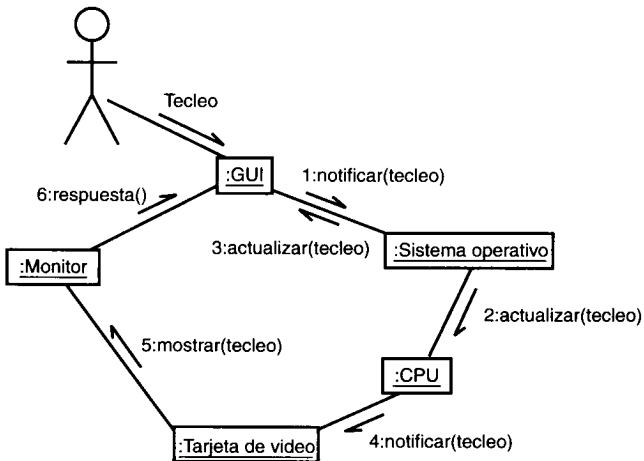 Tecleo
:GUI
1:notificar(tecleo)
6:respuesta()
3:actualizar(tecleo)
:Sistema operativo
:Monitor
2:actualizar(tecleo)
5:mostrar(tecleo)
:CPU
:Tarjeta de video
4:notificar(tecleo)